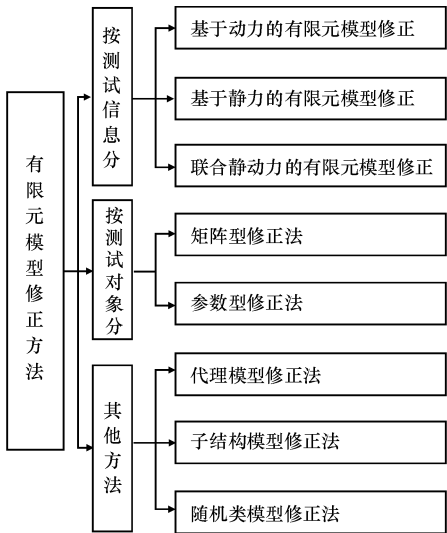 有限元模型修正方法
按测试信息分
基于动力的有限元模型修正
基于静力的有限元模型修正
联合静动力的有限元模型修正
按测试对象分
矩阵型修正法
参数型修正法
其他方法
代理模型修正法
子结构模型修正法
随机类模型修正法